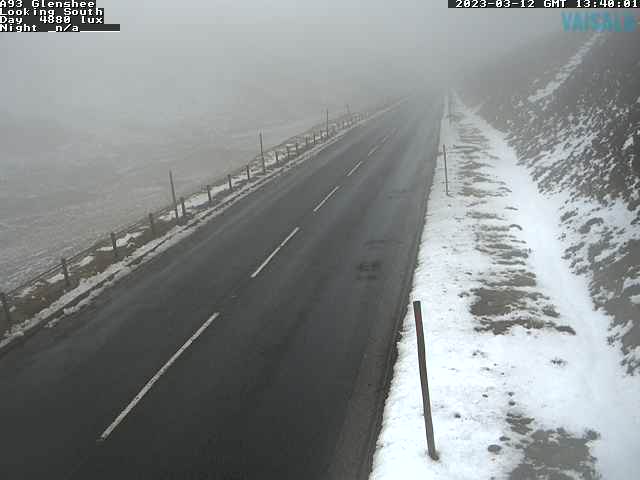 A93 Glenshee
Looking South
Day 4880 lux
Night n/a
2023-03-12 GMT 13:40:01
VAISALA